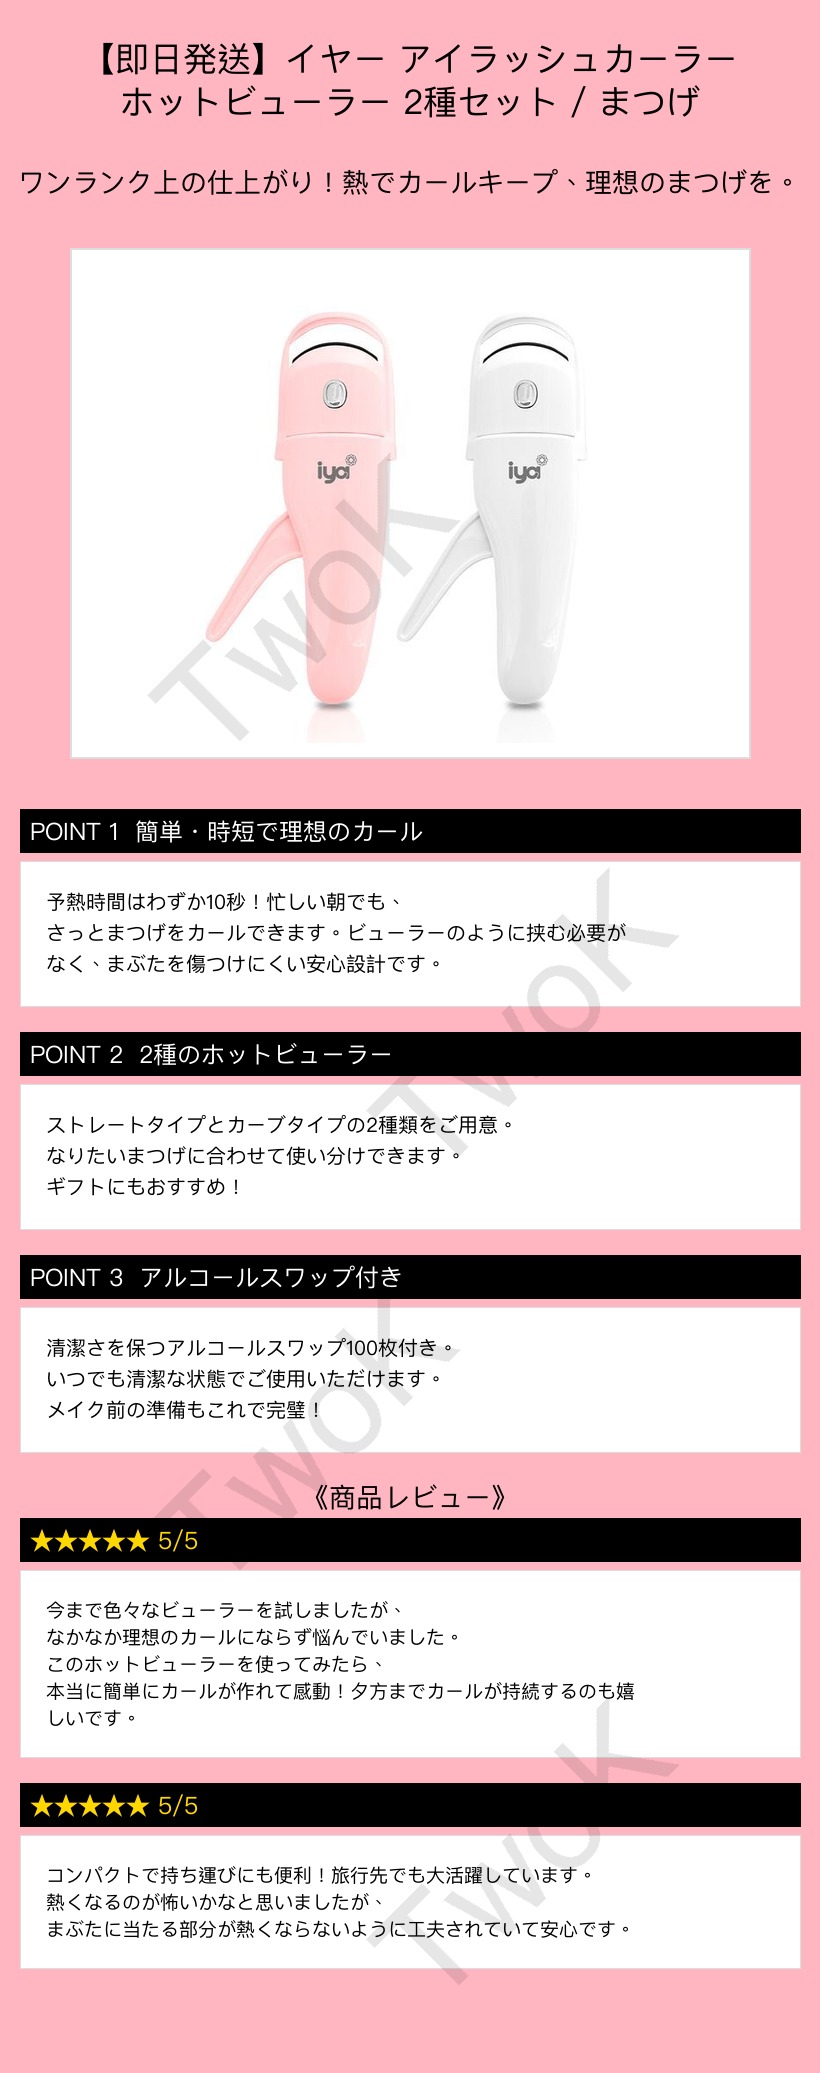 【即日発送】イヤー アイラッシュカーラー
ホットビューラー 2種セット / まつげ
ワンランク上の仕上がり！熱でカールキープ、理想のまつげを。
iya
iya
TwoK
POINT 1 簡単・時短で理想のカール
予熱時間はわずか10秒！忙しい朝でも、
さっとまつげをカールできます。ビューラーのように挟む必要が
なく、まぶたを傷つけにくい安心設計です。
TwoK
POINT 2 2種のホットビューラー
ストレートタイプとカーブタイプの2種類をご用意。
なりたいまつげに合わせて使い分けできます。
ギフトにもおすすめ！
POINT 3 アルコールスワップ付き
清潔さを保つアルコールスワップ100枚付き。
いつでも清潔な状態でご使用いただけます。
メイク前の準備もこれで完璧！
TwoK
《商品レビュー》
★★★★★ 5/5
今まで色々なビューラーを試しましたが、
なかなか理想のカールにならず悩んでいました。
このホットビューラーを使ってみたら、
本当に簡単にカールが作れて感動！夕方までカールが持続するのも嬉
しいです。
★★★★★ 5/5
コンパクトで持ち運びにも便利！旅行先でも大活躍しています。
熱くなるのが怖いかなと思いましたが、
まぶたに当たる部分が熱くならないように工夫されていて安心です。
TwoK